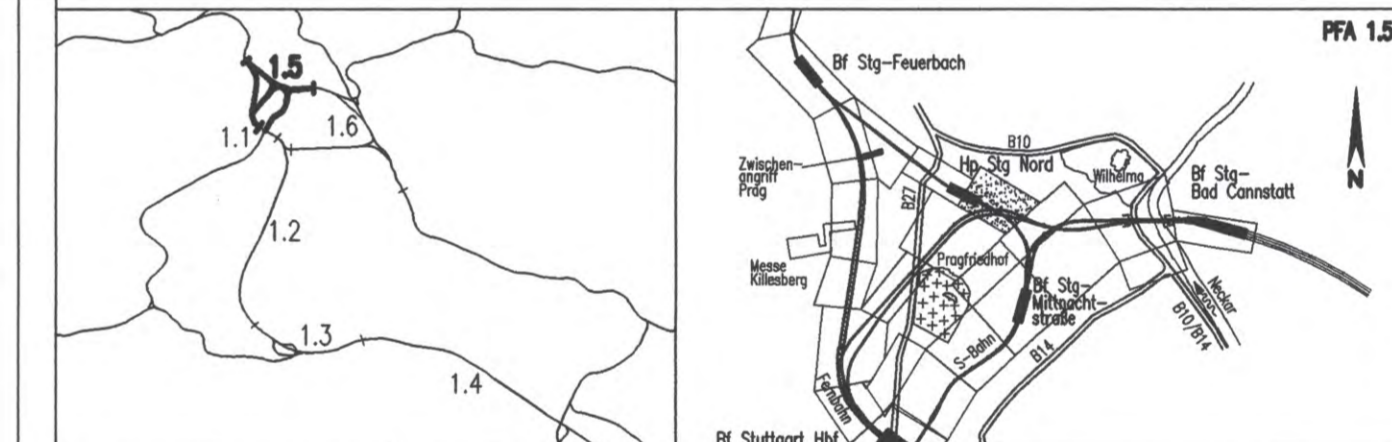 1.5
1.1
1.6
1.2
1.3
1.4
PFA 1.5
Bf Stg-Feuerbach
B10
Zwischen-
angriff
Prag
Hp Stg Nord
Wilhelma
Bf Stg-
Bad Cannstatt
N
B27
Messe
Killesberg
Pragfriedhof
Bf Stg-
Mittnacht-
straße
Neckar
B10/B14
S-Bahn
B14
Fernbahn
Bf Stuttgart Hbf